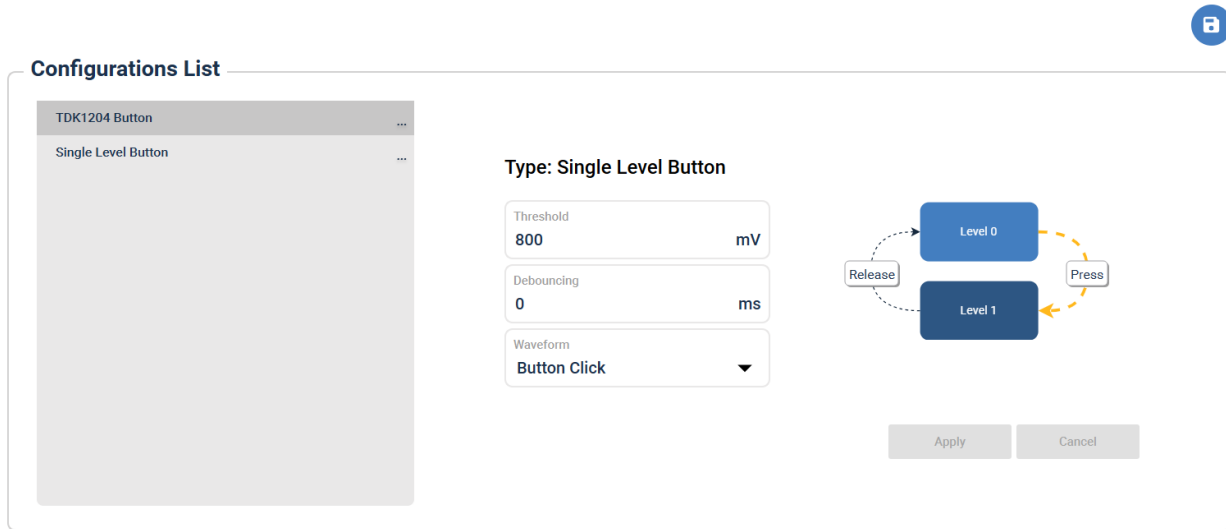 Configurations List
TDK1204 Button
...
Single Level Button
...
Type: Single Level Button
Threshold
800 mV
Debouncing
0 ms
Waveform
Button Click
Level 0
Release
Press
Level 1
Apply
Cancel